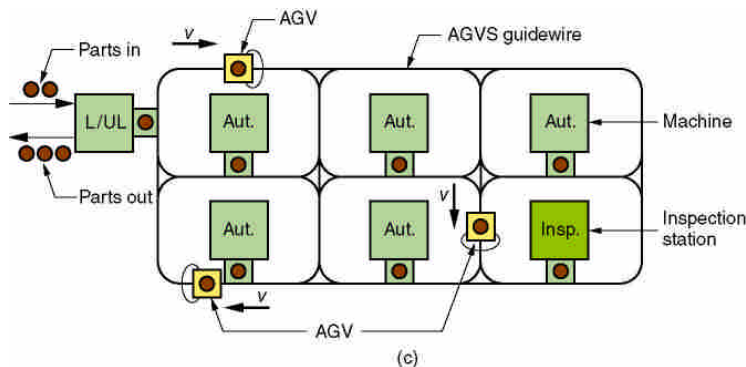 AGV
v
AGVS guidewire
Parts in
L/UL
Aut.
Aut.
Aut.
Machine
Parts out
v
Aut.
Aut.
Insp.
Inspection
station
v
AGV
(c)